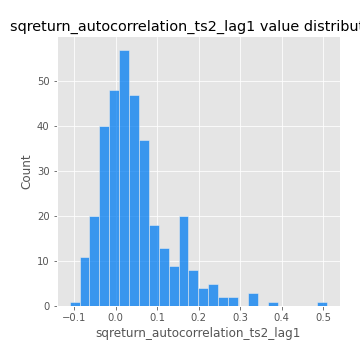 sqreturn_autocorrelation_ts2_lag1 value distribut
50
40
30
20
10
0
Count
−0.1 0.0 0.1 0.2 0.3 0.4 0.5
sqreturn_autocorrelation_ts2_lag1